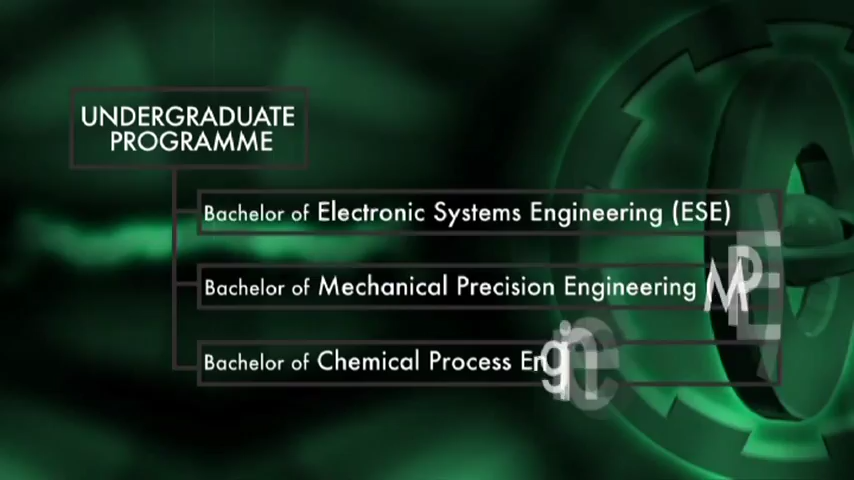 UNDERGRADUATE
PROGRAMME
Bachelor of Electronic Systems Engineering (ESE)
Bachelor of Mechanical Precision Engineering
Bachelor of Chemical Process